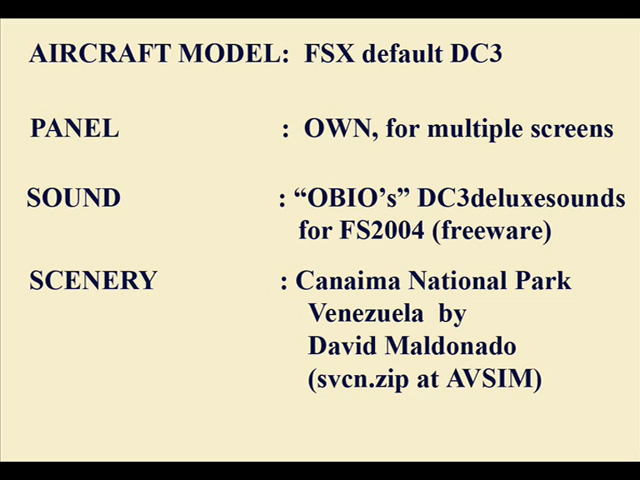 AIRCRAFT MODEL: FSX default DC3
PANEL : OWN, for multiple screens
SOUND : “OBIO’s” DC3deluxesounds
for FS2004 (freeware)
SCENERY : Canaima National Park
Venezuela by
David Maldonado
(svcn.zip at AVSIM)